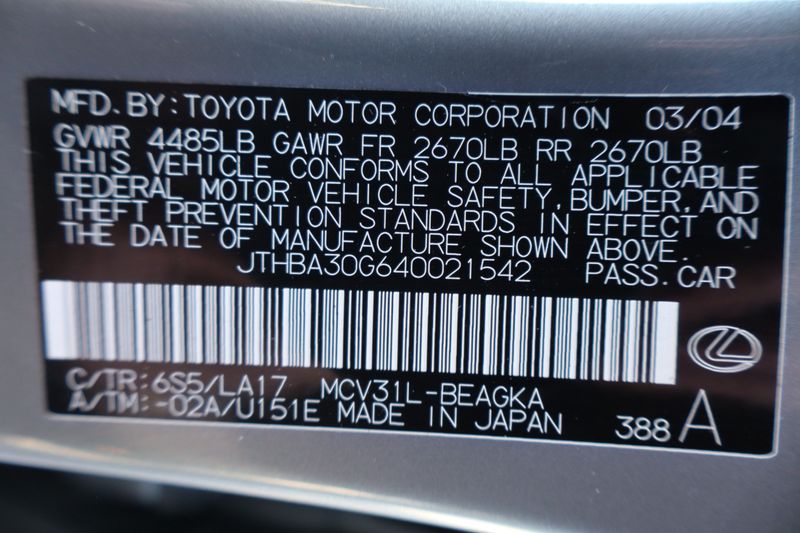 MFD.BY:TOYOTA MOTOR CORPORATION 03/04
GVWR 4485LB GAWR FR 2670LB RR 2670LB
THIS VEHICLE CONFORMS TO ALL APPLICABLE
FEDERAL MOTOR VEHICLE SAFETY,BUMPER,AND
THEFT PREVENTION STANDARDS IN EFFECT ON
THE DATE OF MANUFACTURE SHOWN ABOVE.
JTHBA30G640021542 PASS.CAR
C/TR:6S5/LA17 MCV31L-BEAGKA
A/TM:-02A/U151E MADE IN JAPAN 388 A